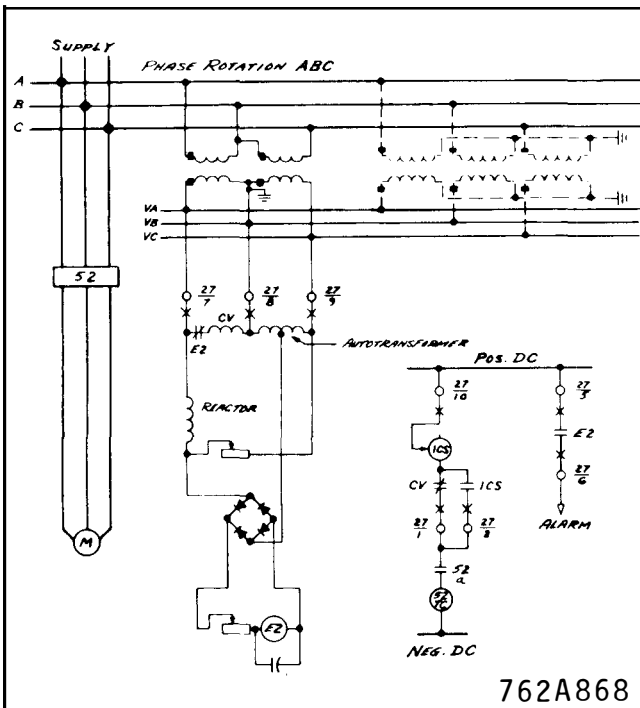 SUPPLY
PHASE ROTATION ABC
A
B
C
VA
VB
VC
52
27/7
27/8
27/9
CV
E2
AUTOTRANSFORMER
REACTOR
POS. DC
27/10
27/5
ICS
E2
CV
ICS
27/6
27/1
27/2
ALARM
52
a
52/TC
M
E2
NEG. DC
762A868